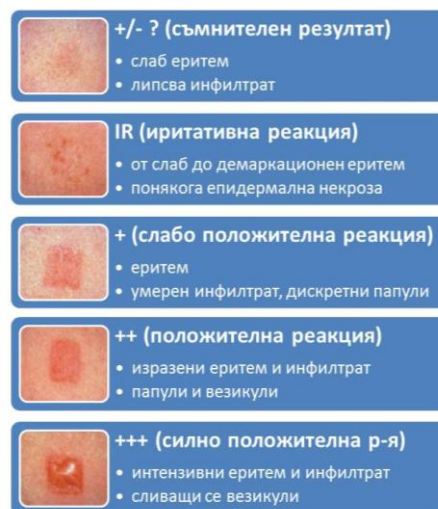 +/- ? (съмнителен резултат)
• слаб еритем
• липсва инфилтрат
IR (иритативна реакция)
• от слаб до демаркационен еритем
• понякога епидермална некроза
+ (слабо положителна реакция)
• еритем
• умерен инфилтрат, дискретни папули
++ (положителна реакция)
• изразени еритем и инфилтрат
• папули и везикули
+++ (силно положителна р-я)
• интензивни еритем и инфилтрат
• сливащи се везикули